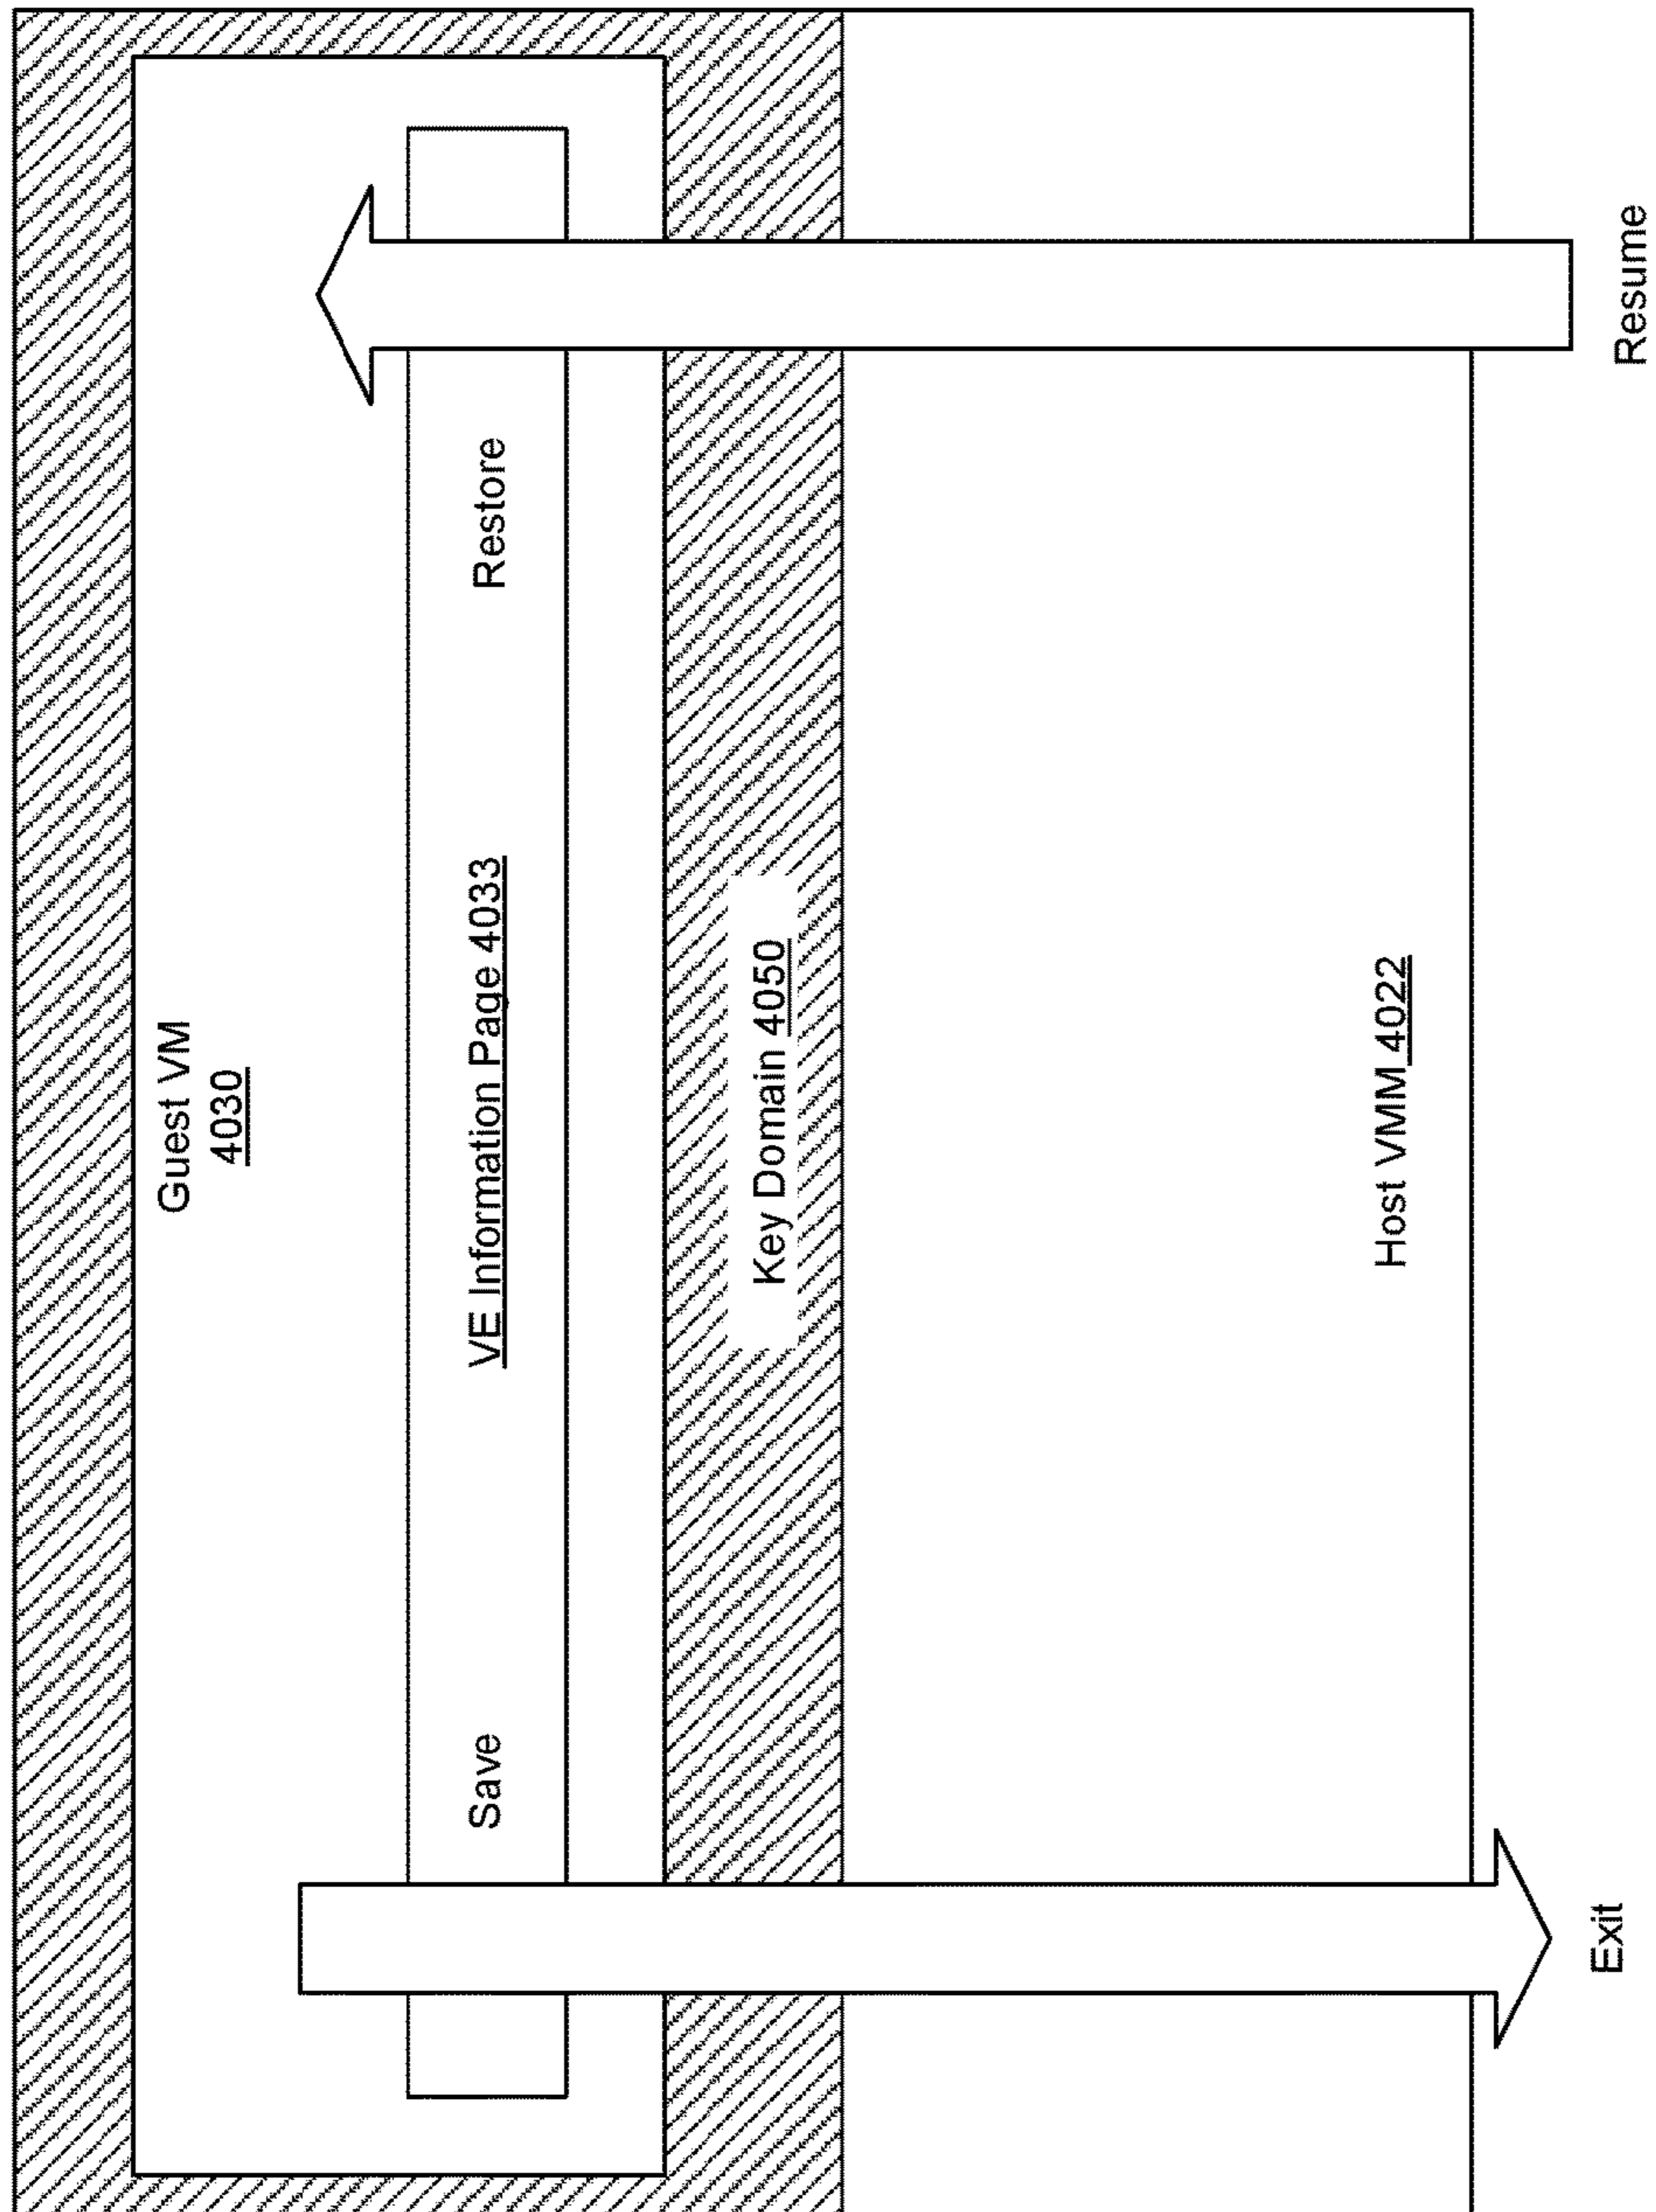 Guest VM
4030
Save
VE Information Page 4033
Restore
Key Domain 4050
Host VMM 4022
Exit
Resume